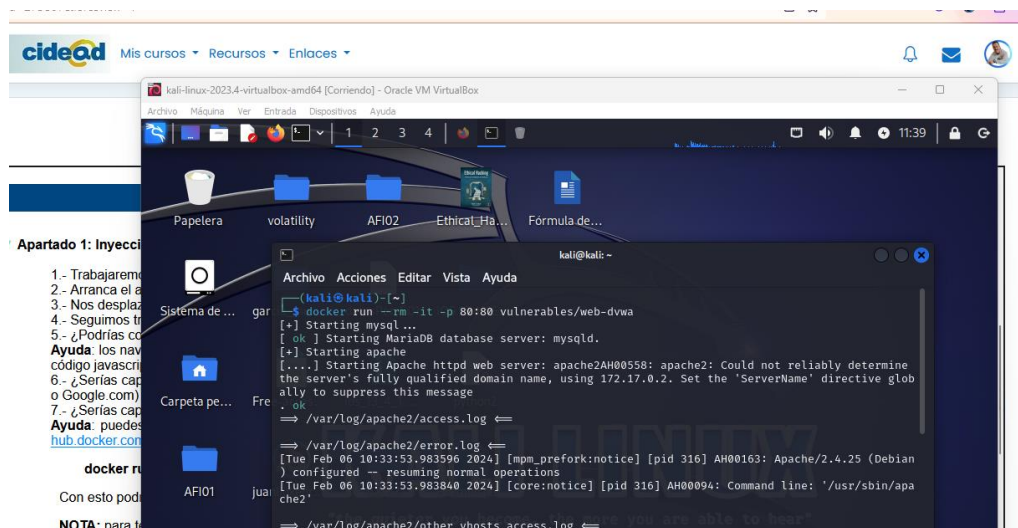 cidead Mis cursos Recursos Enlaces
kali-linux-2023.4-virtualbox-amd64 [Corriendo] - Oracle VM VirtualBox
Archivo Máquina Ver Entrada Dispositivos Ayuda
1 2 3 4 11:39
Papelera volatility AFI02 Ethical_Ha... Fórmula de...
Apartado 1: Inyecci
1.- Trabajaremo
2.- Arranca el a
3.- Nos desplaz
4.- Seguimos tr
5.- ¿Podrías co
Ayuda: los nav
código javascrip
6.- ¿Serías cap
o Google.com)
7.- ¿Serías cap
Ayuda: puedes
hub.docker.com
docker ru
Con esto podr
NOTA: para t
Sistema de ... gar
Carpeta pe... Fre
AFI01 juar
kali@kali: ~
Archivo Acciones Editar Vista Ayuda
(kali㉿kali)-[~]
$ docker run --rm -it -p 80:80 vulnerables/web-dvwa
[+] Starting mysql...
[ ok ] Starting MariaDB database server: mysqld.
[+] Starting apache
[....] Starting Apache httpd web server: apache2AH00558: apache2: Could not reliably determine
the server's fully qualified domain name, using 172.17.0.2. Set the 'ServerName' directive glob
ally to suppress this message
. ok
==> /var/log/apache2/access.log <==
==> /var/log/apache2/error.log <==
[Tue Feb 06 10:33:53.983596 2024] [mpm_prefork:notice] [pid 316] AH00163: Apache/2.4.25 (Debian
) configured -- resuming normal operations
[Tue Feb 06 10:33:53.983840 2024] [core:notice] [pid 316] AH00094: Command line: '/usr/sbin/apa
che2'
==> /var/log/apache2/other_vhosts_access.log <==